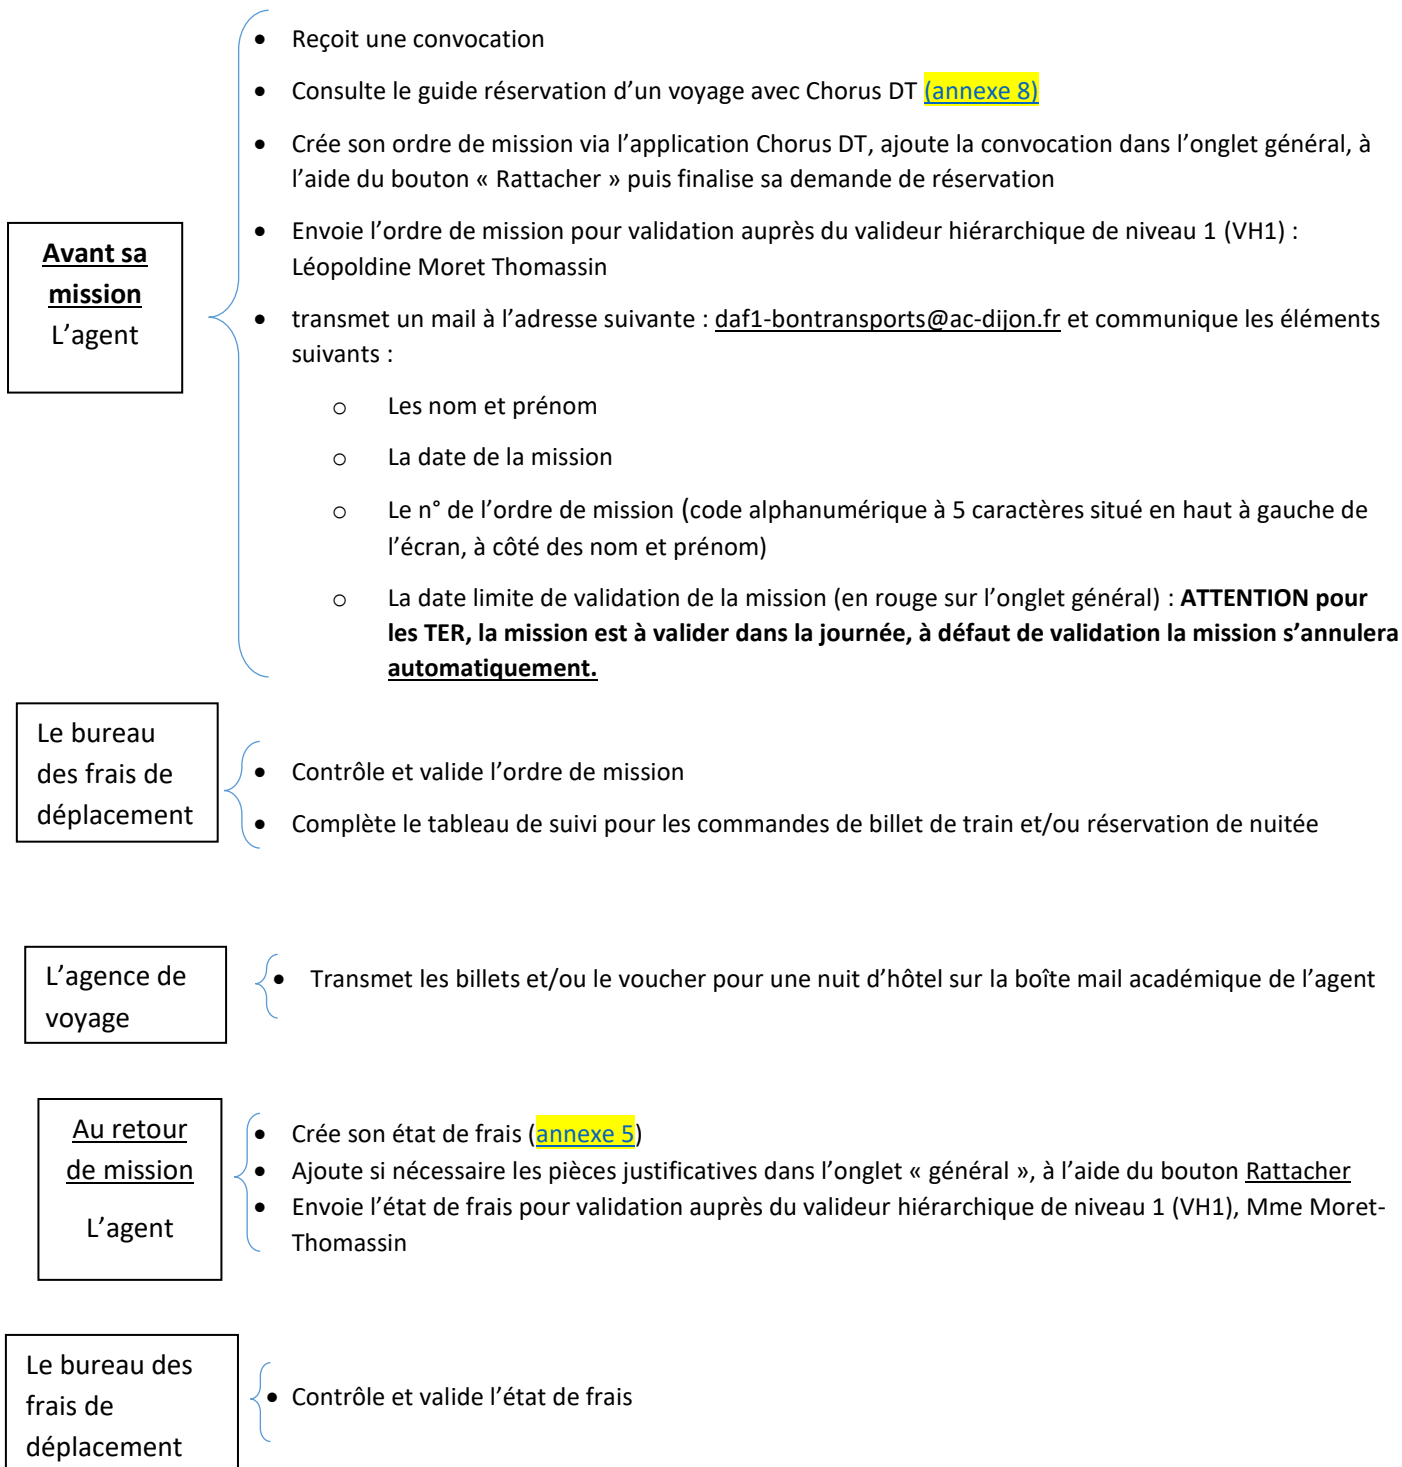 Avant sa
mission
L’agent
• Reçoit une convocation
• Consulte le guide réservation d’un voyage avec Chorus DT (annexe 8)
• Crée son ordre de mission via l’application Chorus DT, ajoute la convocation dans l’onglet général, à
l’aide du bouton « Rattacher » puis finalise sa demande de réservation
• Envoie l’ordre de mission pour validation auprès du valideur hiérarchique de niveau 1 (VH1) :
Léopoldine Moret Thomassin
• transmet un mail à l’adresse suivante : daf1-bontransports@ac-dijon.fr et communique les éléments
suivants :
o Les nom et prénom
o La date de la mission
o Le n° de l’ordre de mission (code alphanumérique à 5 caractères situé en haut à gauche de
l’écran, à côté des nom et prénom)
o La date limite de validation de la mission (en rouge sur l’onglet général) : ATTENTION pour
les TER, la mission est à valider dans la journée, à défaut de validation la mission s’annulera
automatiquement.
Le bureau
des frais de
déplacement
• Contrôle et valide l’ordre de mission
• Complète le tableau de suivi pour les commandes de billet de train et/ou réservation de nuitée
L’agence de
voyage
• Transmet les billets et/ou le voucher pour une nuit d’hôtel sur la boîte mail académique de l’agent
Au retour
de mission
L’agent
• Crée son état de frais (annexe 5)
• Ajoute si nécessaire les pièces justificatives dans l’onglet « général », à l’aide du bouton Rattacher
• Envoie l’état de frais pour validation auprès du valideur hiérarchique de niveau 1 (VH1), Mme Moret-
Thomassin
Le bureau des
frais de
déplacement
• Contrôle et valide l’état de frais